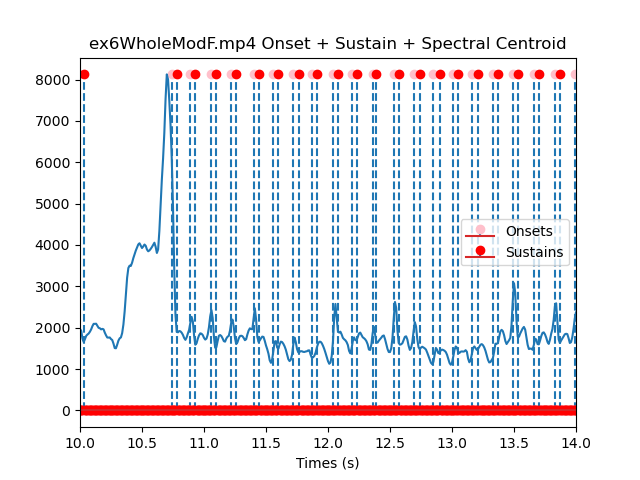 ex6WholeModF.mp4 Onset + Sustain + Spectral Centroid
8000
7000
6000
5000
4000
3000
2000
1000
0
Onsets
Sustains
10.0 10.5 11.0 11.5 12.0 12.5 13.0 13.5 14.0
Times (s)